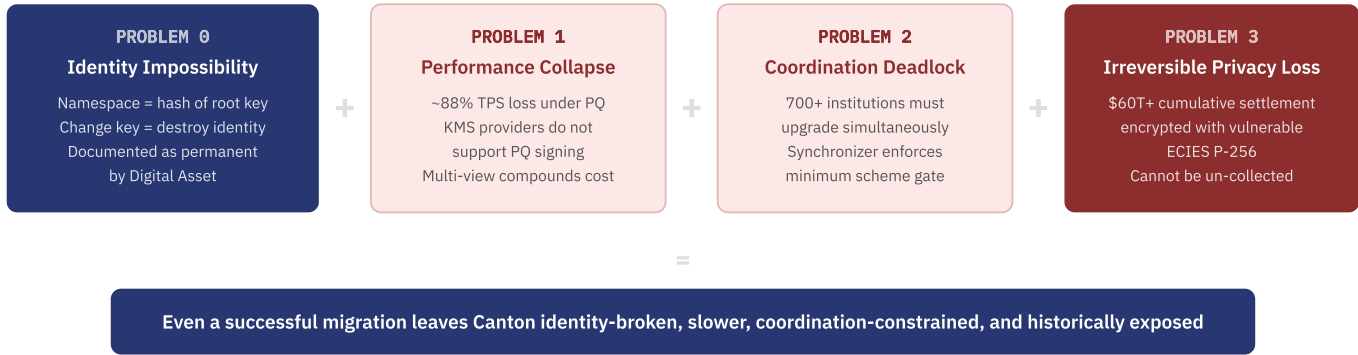 PROBLEM 0
Identity Impossibility
Namespace = hash of root key
Change key = destroy identity
Documented as permanent
by Digital Asset
+
PROBLEM 1
Performance Collapse
~88% TPS loss under PQ
KMS providers do not
support PQ signing
Multi-view compounds cost
+
PROBLEM 2
Coordination Deadlock
700+ institutions must
upgrade simultaneously
Synchronizer enforces
minimum scheme gate
+
PROBLEM 3
Irreversible Privacy Loss
$60T+ cumulative settlement
encrypted with vulnerable
ECIES P-256
Cannot be un-collected
=
Even a successful migration leaves Canton identity-broken, slower, coordination-constrained, and historically exposed